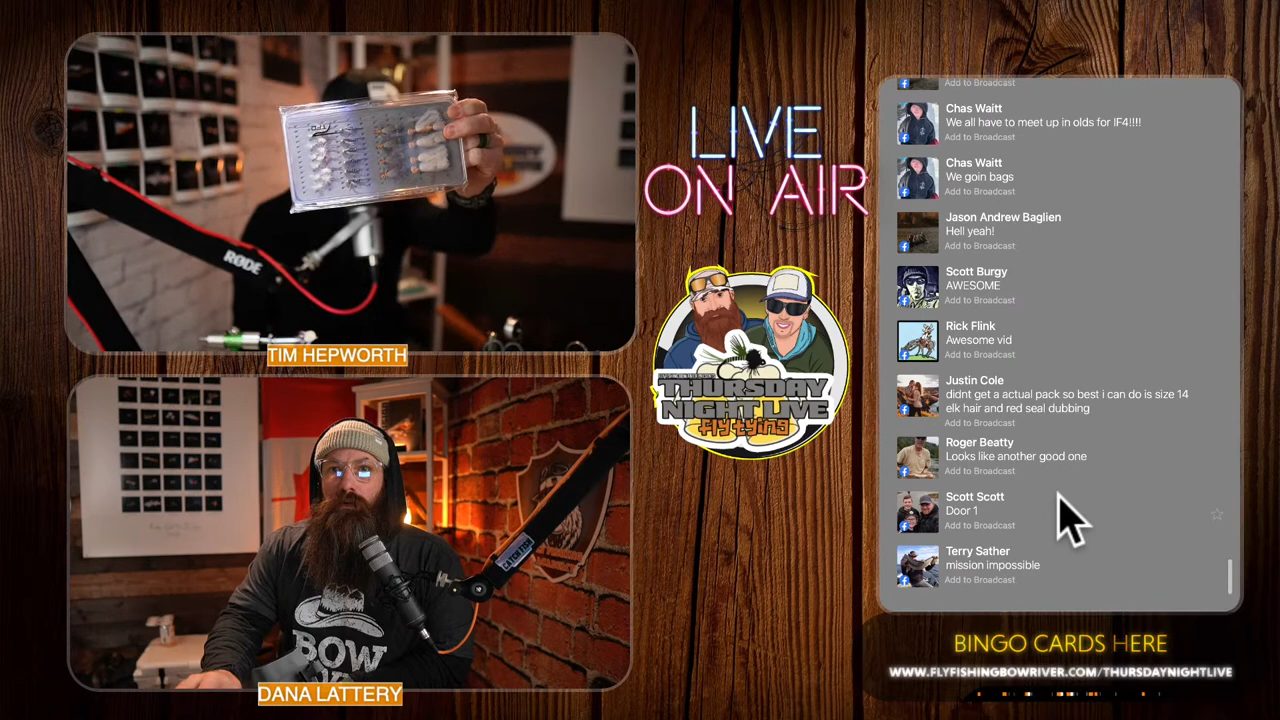 RØDE
TIM HEPWORTH
CATCH FISH
BOW
DANA LATTERY
LIVE
ON AIR
THURSDAY
NIGHT LIVE
fly tying
Add to Broadcast
Chas Waitt
We all have to meet up in olds for IF4!!!!
Add to Broadcast
Chas Waitt
We goin bags
Add to Broadcast
Jason Andrew Baglien
Hell yeah!
Add to Broadcast
Scott Burgy
AWESOME
Add to Broadcast
Rick Flink
Awesome vid
Add to Broadcast
Justin Cole
didnt get a actual pack so best i can do is size 14
elk hair and red seal dubbing
Add to Broadcast
Roger Beatty
Looks like another good one
Add to Broadcast
Scott Scott
Door 1
Add to Broadcast
Terry Sather
mission impossible
Add to Broadcast
BINGO CARDS HERE
WWW.FLYFISHINGBOWRIVER.COM/THURSDAYNIGHTLIVE